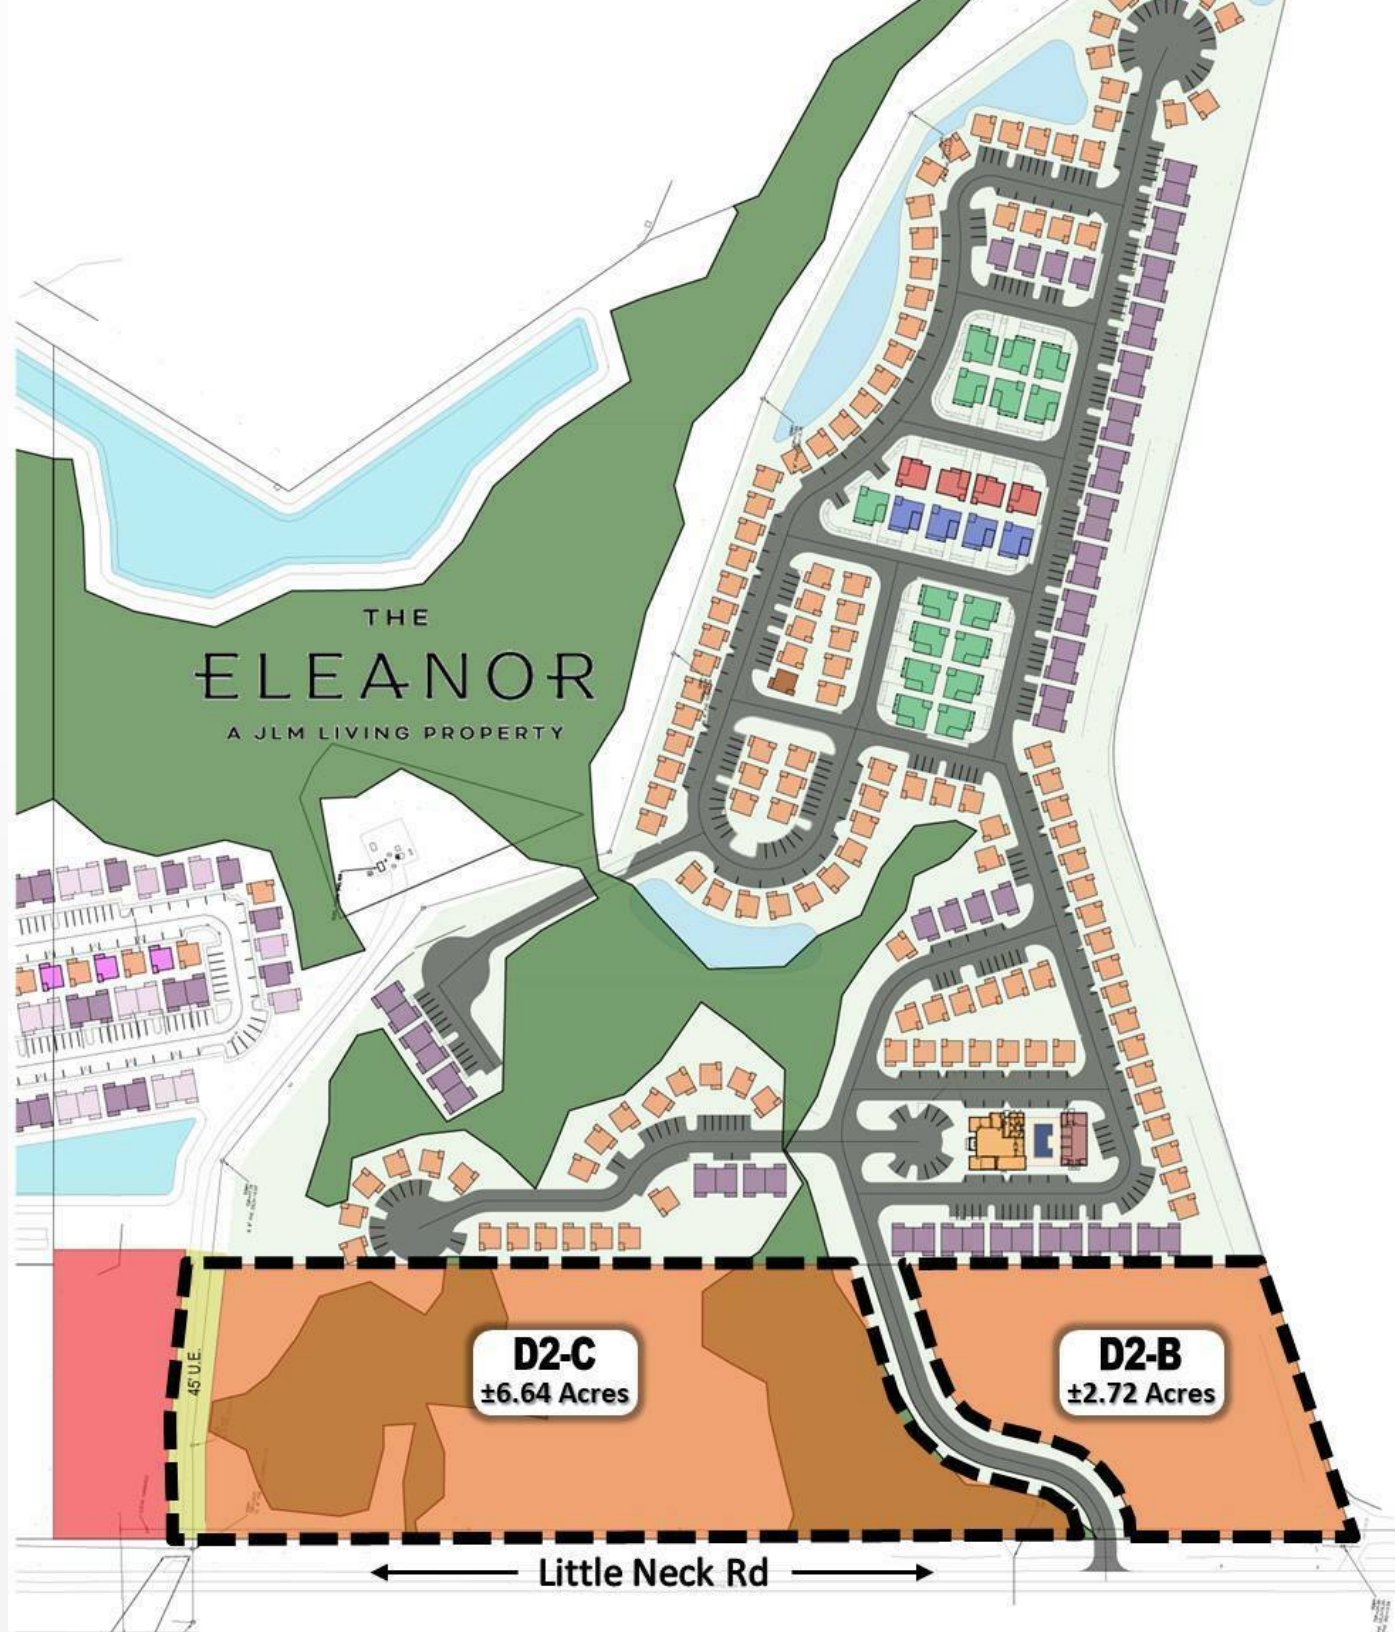 THE
ELEANOR
A JLM LIVING PROPERTY
45' U.E.
D2-C
±6.64 Acres
D2-B
±2.72 Acres
Little Neck Rd